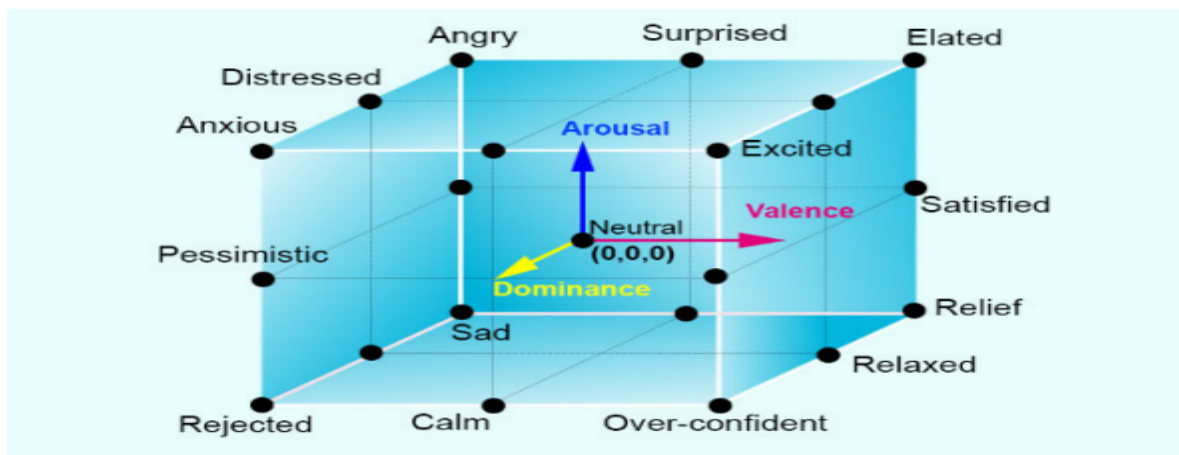 Angry
Surprised
Elated
Distressed
Anxious
Arousal
Excited
Valence
Satisfied
Neutral
(0,0,0)
Pessimistic
Dominance
Relief
Sad
Relaxed
Rejected
Calm
Over-confident